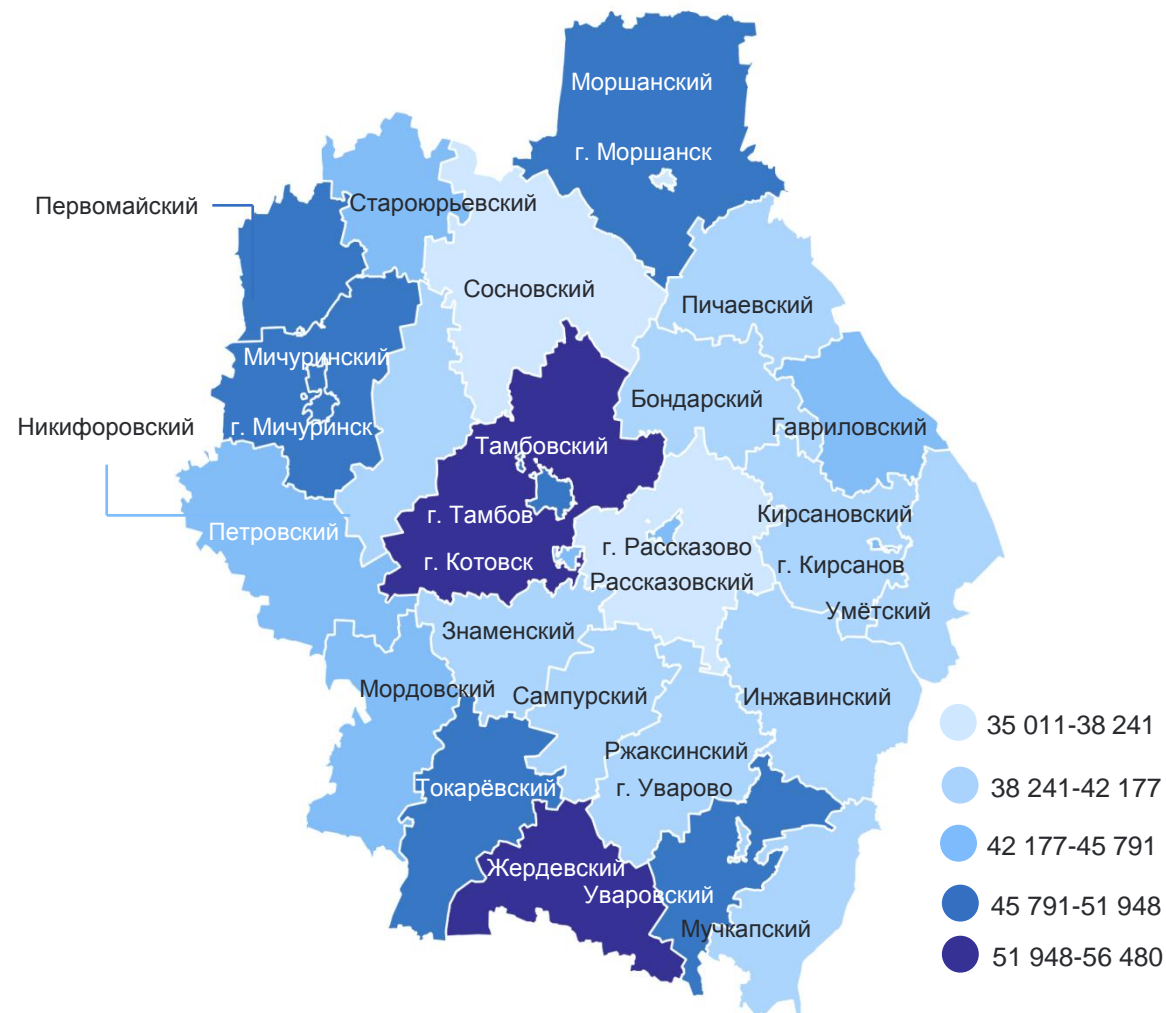 Моршанский
г. Моршанск
Первомайский
Староюрьевский
Сосновский
Пичаевский
Мичуринский
Бондарский
Никифоровский
г. Мичуринск
Гавриловский
Тамбовский
Петровский
г. Тамбов
Кирсановский
г. Рассказово
г. Котовск
г. Кирсанов
Рассказовский
Умётский
Знаменский
Мордовский
Сампурский
Инжавинский
35 011-38 241
Ржаксинский
Токарёвский
г. Уварово
38 241-42 177
42 177-45 791
Жердевский
Уваровский
45 791-51 948
Мучкапский
51 948-56 480